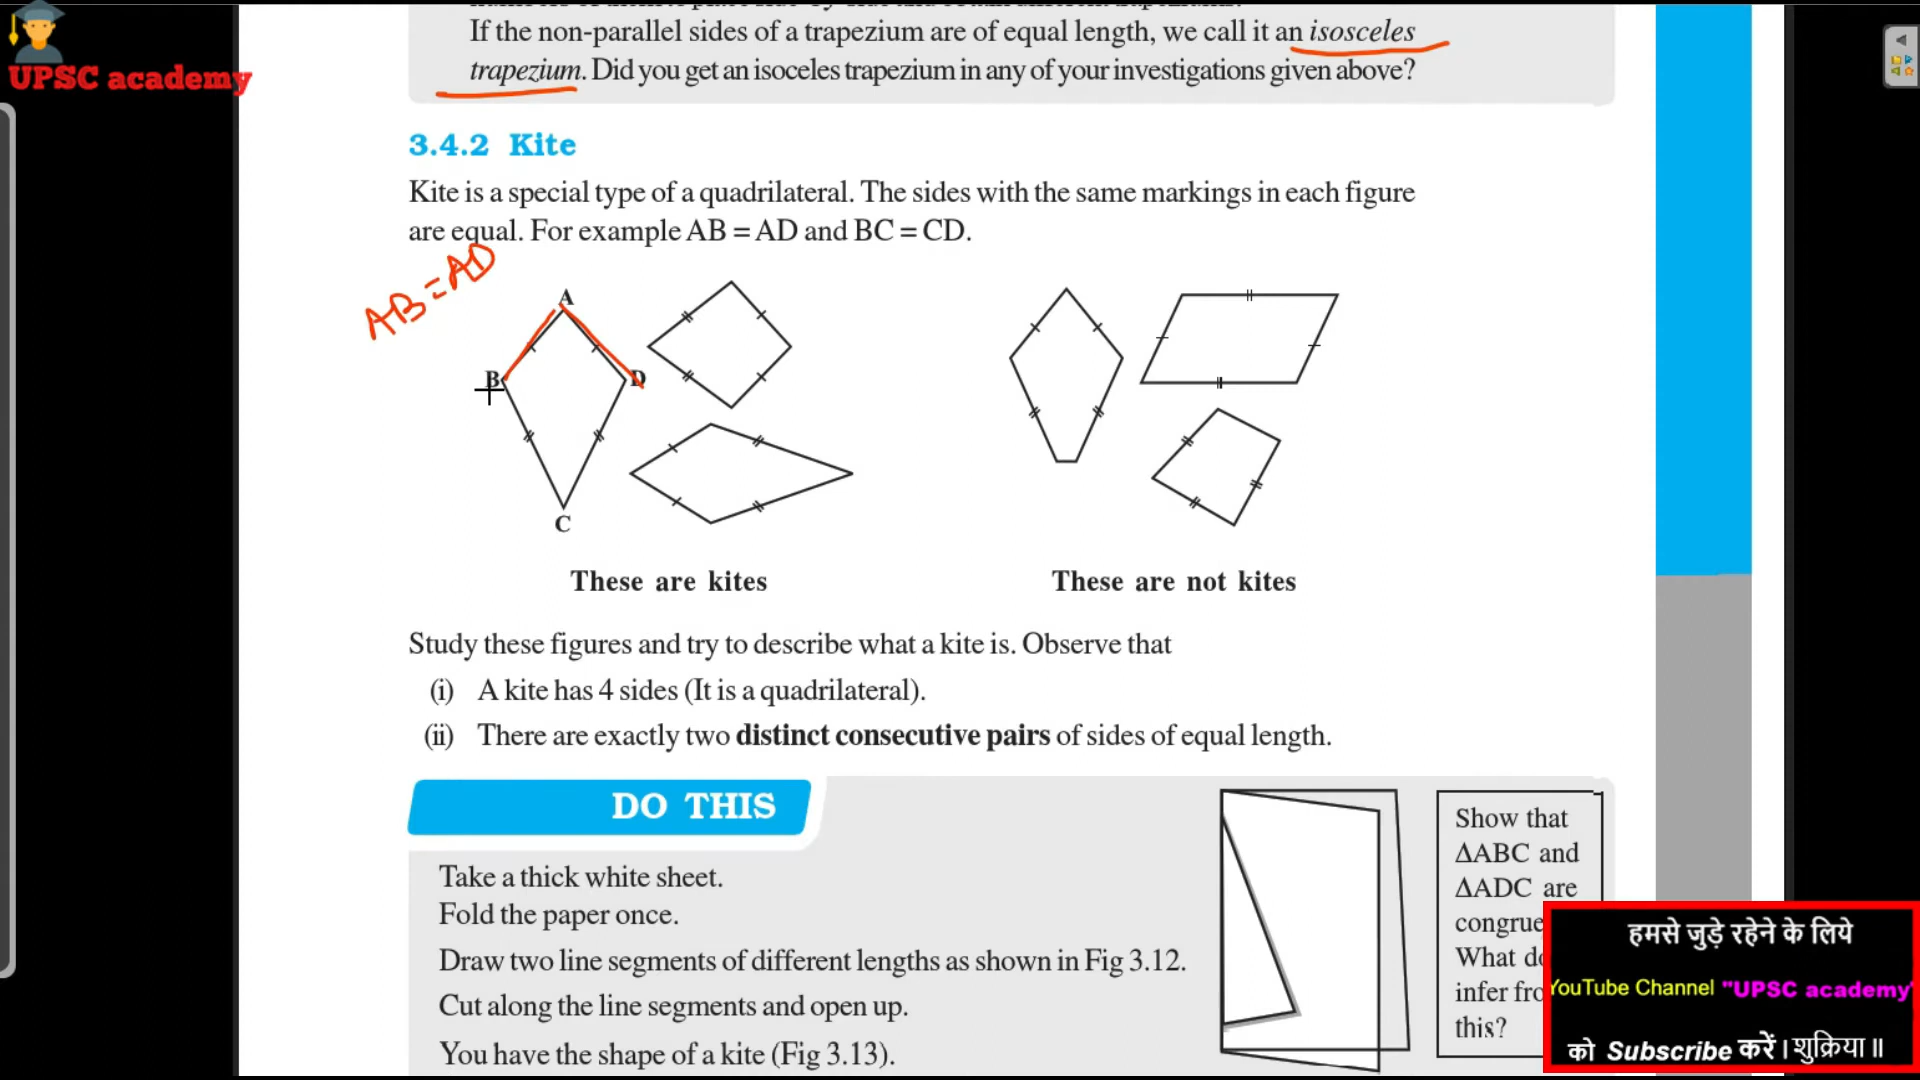 UPSC academy
If the non-parallel sides of a trapezium are of equal length, we call it an isosceles
trapezium. Did you get an isoceles trapezium in any of your investigations given above?
3.4.2 Kite
Kite is a special type of a quadrilateral. The sides with the same markings in each figure
are equal. For example AB = AD and BC = CD.
AB = AD
A
B
D
C
These are kites
These are not kites
Study these figures and try to describe what a kite is. Observe that
(i) A kite has 4 sides (It is a quadrilateral).
(ii) There are exactly two distinct consecutive pairs of sides of equal length.
DO THIS
Take a thick white sheet.
Fold the paper once.
Draw two line segments of different lengths as shown in Fig 3.12.
Cut along the line segments and open up.
You have the shape of a kite (Fig 3.13).
Show that
ΔABC and
ΔADC are
congrue
What do
infer fro
this?
हमसे जुड़े रहेने के लिये
YouTube Channel "UPSC academy"
को Subscribe करें । शुक्रिया ॥